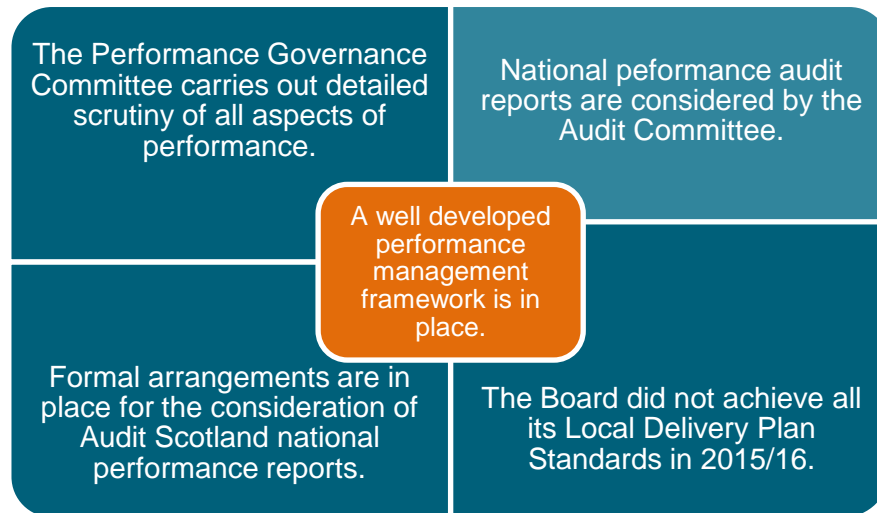 The Performance Governance
Committee carries out detailed
scrutiny of all aspects of
performance.
National peformance audit
reports are considered by the
Audit Committee.
A well developed
performance
management
framework is in
place.
Formal arrangements are in
place for the consideration of
Audit Scotland national
performance reports.
The Board did not achieve all
its Local Delivery Plan
Standards in 2015/16.